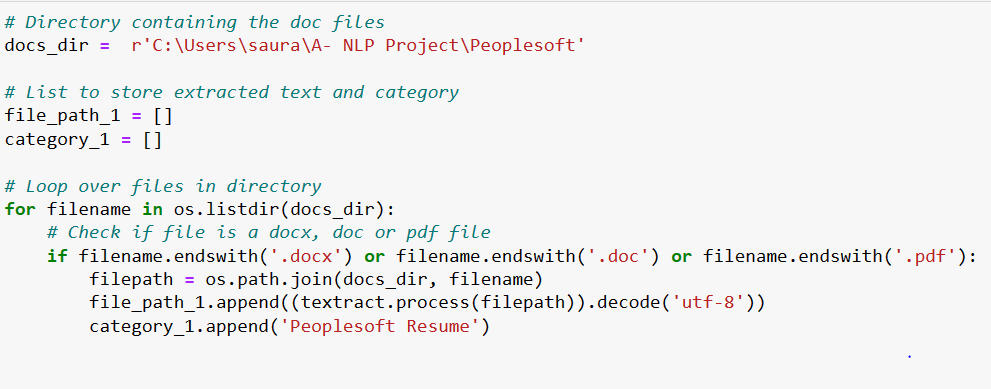 # Directory containing the doc files
docs_dir =  r'C:\Users\saura\A- NLP Project\Peoplesoft'

# List to store extracted text and category
file_path_1 = []
category_1 = []

# Loop over files in directory
for filename in os.listdir(docs_dir):
    # Check if file is a docx, doc or pdf file
    if filename.endswith('.docx') or filename.endswith('.doc') or filename.endswith('.pdf'):
        filepath = os.path.join(docs_dir, filename)
        file_path_1.append((textract.process(filepath)).decode('utf-8'))
        category_1.append('Peoplesoft Resume')